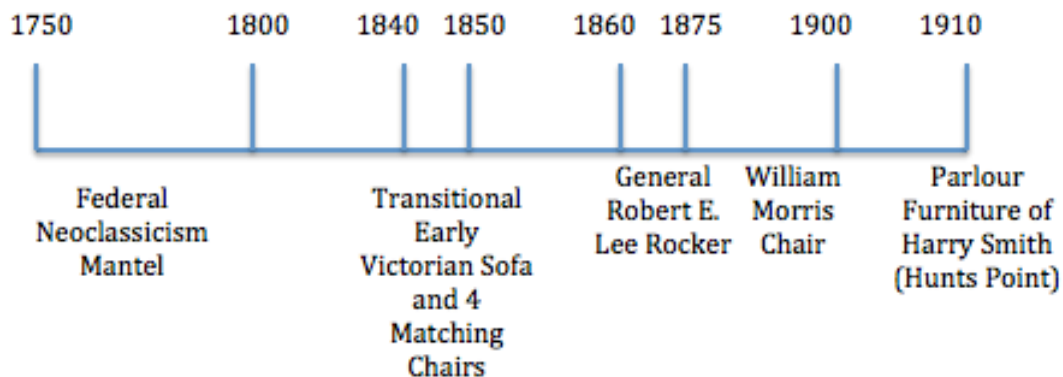 1750 1800 1840 1850 1860 1875 1900 1910
Federal
Neoclassicism
Mantel
Transitional
Early
Victorian Sofa
and 4
Matching
Chairs
General
Robert E.
Lee Rocker
William
Morris
Chair
Parlour
Furniture of
Harry Smith
(Hunts Point)